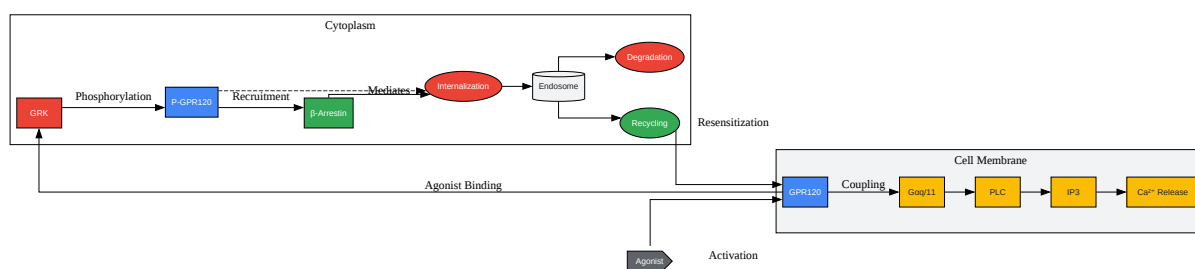 Cytoplasm
Degradation
Internalization
Endosome
Mediates
Phosphorylation
Recruitment
P-GPR120
GRK
β-Arrestin
Recycling
Resensitization
Cell Membrane
Agonist Binding
GPR120
Coupling
Gαq/11
PLC
IP3
Ca²⁺ Release
Agonist
Activation